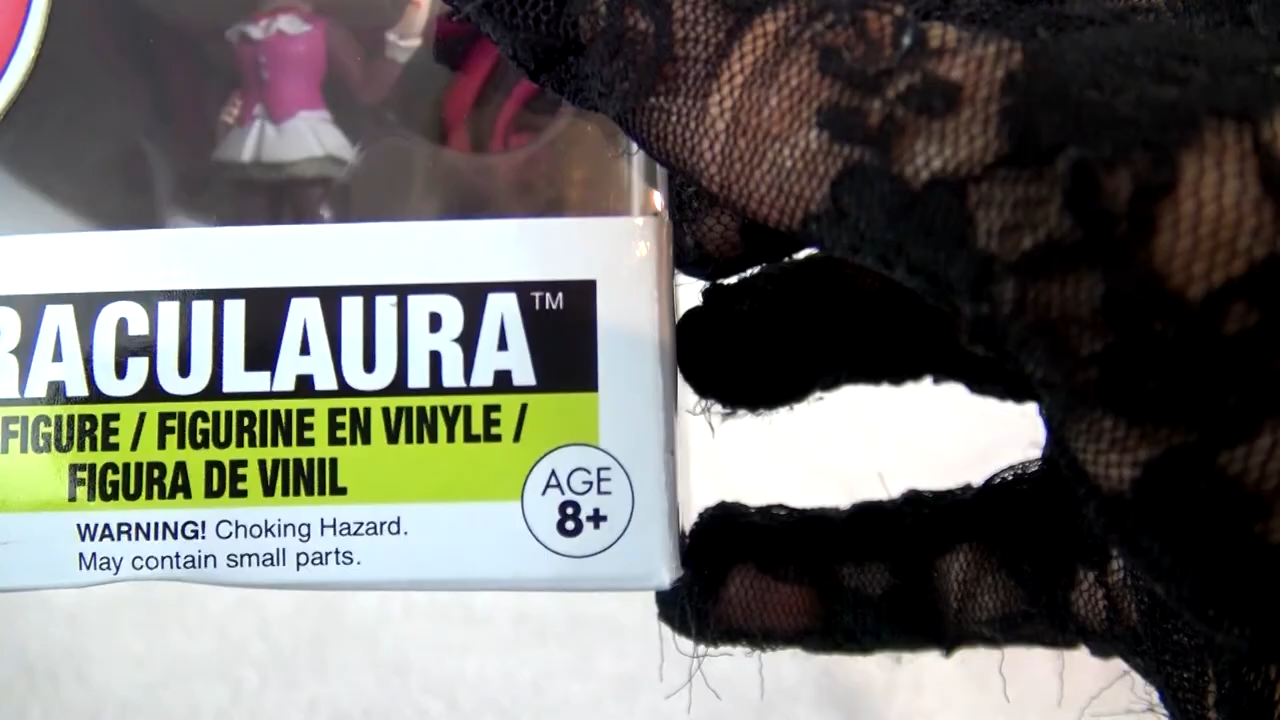 RACULAURA™
FIGURE / FIGURINE EN VINYLE /
FIGURA DE VINIL
AGE
8+
WARNING! Choking Hazard.
May contain small parts.